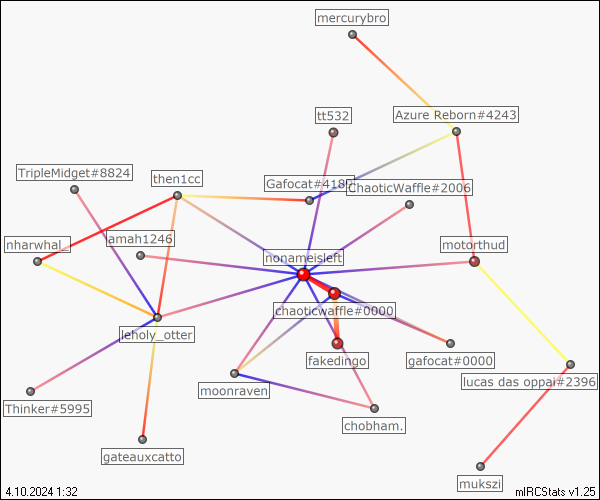 mercurybro
tt532
Azure Reborn#4243
TripleMidget#8824
then1cc
Gafocat#418
ChaoticWaffle#2006
nharwhal_
amah1246
motorthud
nonameisleft
chaoticwaffle#0000
leholy_otter
fakedingo
gafocat#0000
lucas das oppai#2396
moonraven
Thinker#5995
chobham.
gateauxcatto
mukszi
4.10.2024 1:32
mIRCStats v1.25